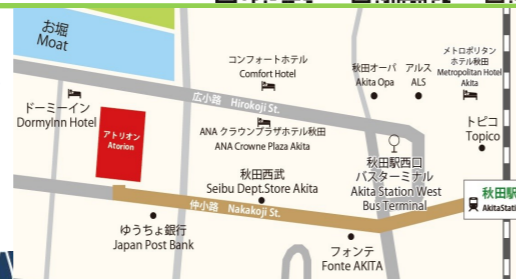 お堀
Moat
コンフォートホテル
Comfort Hotel
秋田オーパ
Akita Opa
アルス
ALS
メトロポリタン
ホテル秋田
Metropolitan Hotel
Akita
ドーミーイン
DormyInn Hotel
アトリオン
Atorion
広小路 Hirokoji St.
ANA クラウンプラザホテル秋田
ANA Crowne Plaza Akita
トピコ
Topico
秋田西武
Seibu Dept.Store Akita
秋田駅西口
バスターミナル
Akita Station West
Bus Terminal
仲小路 Nakakoji St.
秋田駅
ゆうちょ銀行
Japan Post Bank
フォンテ
Fonte AKITA